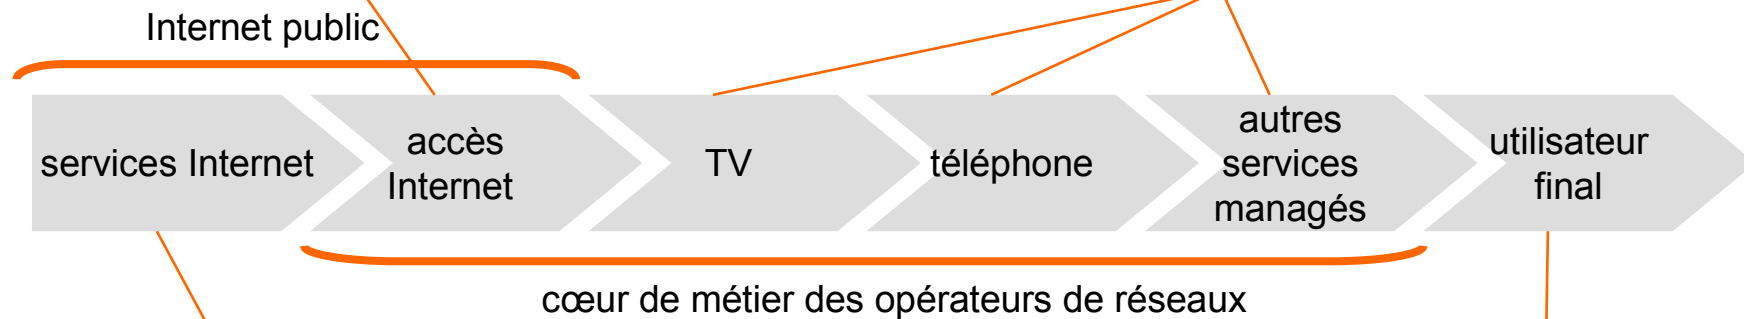 Internet public
services Internet
accès
Internet
TV
téléphone
autres
services
managés
utilisateur
final
cœur de métier des opérateurs de réseaux